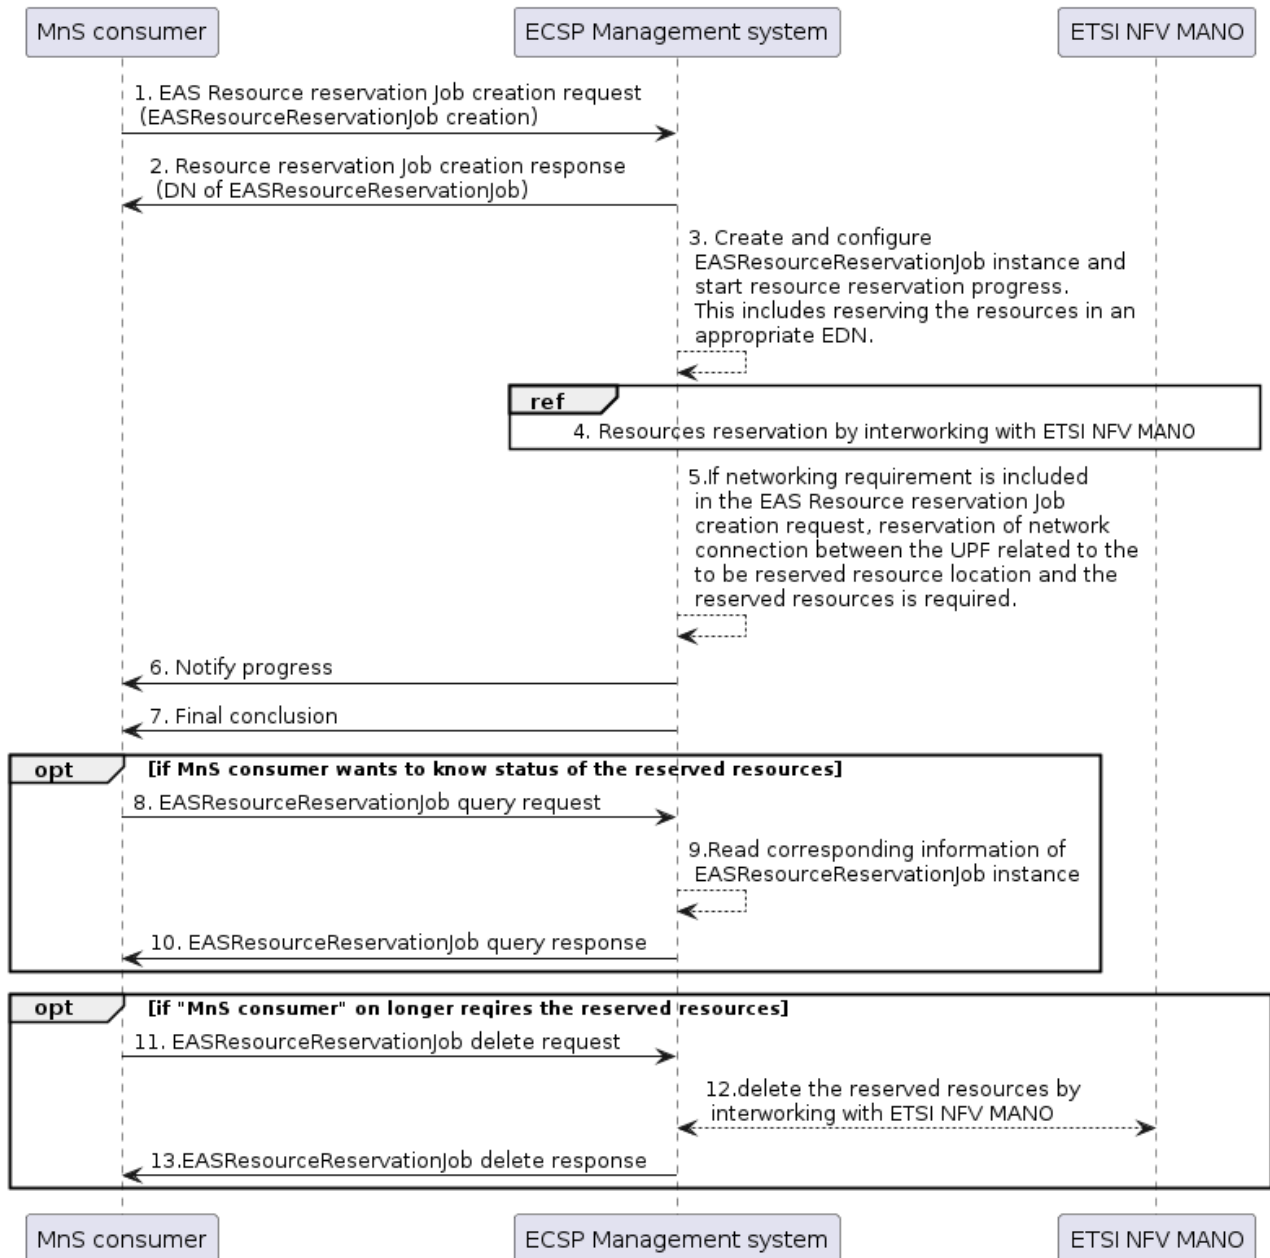 MnS consumer
ECSP Management system
ETSI NFV MANO
1. EAS Resource reservation Job creation request
(EASResourceReservationJob creation)
2. Resource reservation Job creation response
(DN of EASResourceReservationJob)
3. Create and configure
EASResourceReservationJob instance and
start resource reservation progress.
This includes reserving the resources in an
appropriate EDN.
ref
4. Resources reservation by interworking with ETSI NFV MANO
5.If networking requirement is included
in the EAS Resource reservation Job
creation request, reservation of network
connection between the UPF related to the
to be reserved resource location and the
reserved resources is required.
6. Notify progress
7. Final conclusion
opt
[if MnS consumer wants to know status of the reserved resources]
8. EASResourceReservationJob query request
9.Read corresponding information of
EASResourceReservationJob instance
10. EASResourceReservationJob query response
opt
[if "MnS consumer" on longer reqires the reserved resources]
11. EASResourceReservationJob delete request
12.delete the reserved resources by
interworking with ETSI NFV MANO
13.EASResourceReservationJob delete response
MnS consumer
ECSP Management system
ETSI NFV MANO